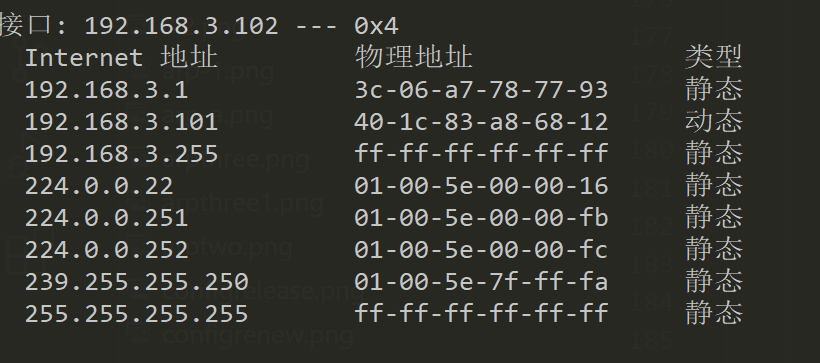 接口: 192.168.3.102 --- 0x4
Internet 地址 物理地址 类型
192.168.3.1 3c-06-a7-78-77-93 静态
192.168.3.101 40-1c-83-a8-68-12 动态
192.168.3.255 ff-ff-ff-ff-ff-ff 静态
224.0.0.22 01-00-5e-00-00-16 静态
224.0.0.251 01-00-5e-00-00-fb 静态
224.0.0.252 01-00-5e-00-00-fc 静态
239.255.255.250 01-00-5e-7f-ff-fa 静态
255.255.255.255 ff-ff-ff-ff-ff-ff 静态